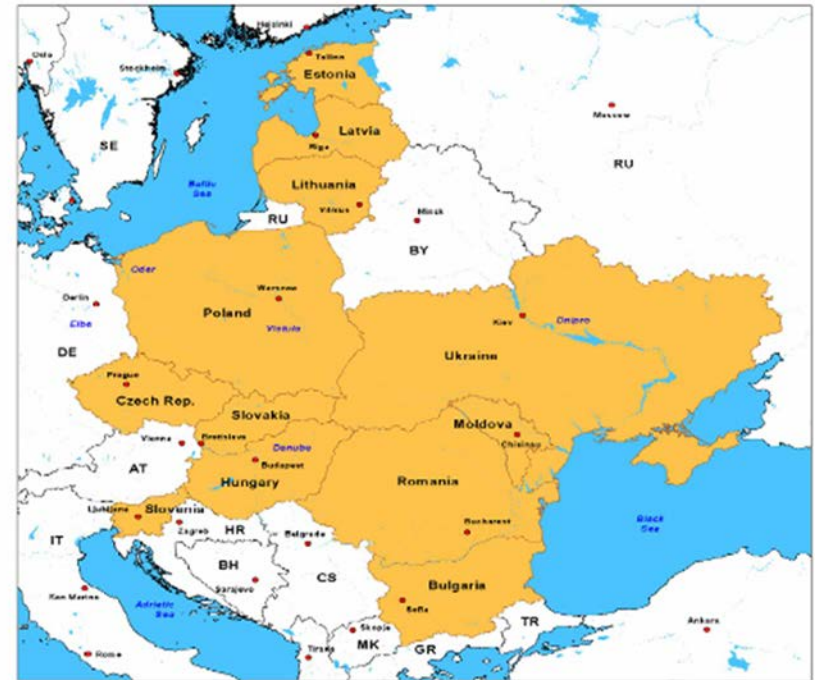 Helsinki
Oslo
Tallinn
Stockholm
Estonia
Moscow
Latvia
Riga
SE
RU
Baltic
Sea
Lithuania
Vilnius
Minsk
RU
BY
Oder
Warsaw
Berlin
Poland
Kiev
Dnipro
Elbe
Vistula
DE
Ukraine
Prague
Czech Rep.
Slovakia
Moldova
Chisinau
Vienna
Bratislava
Danube
AT
Budapest
Hungary
Romania
Ljubljana
Slovenia
Zagreb
HR
Belgrade
Bucharest
Black
Sea
IT
BH
CS
Sarajevo
Bulgaria
San Marino
Sofia
Adriatic
Sea
Skopje
TR
Ankara
MK
GR
Tirana
Rome